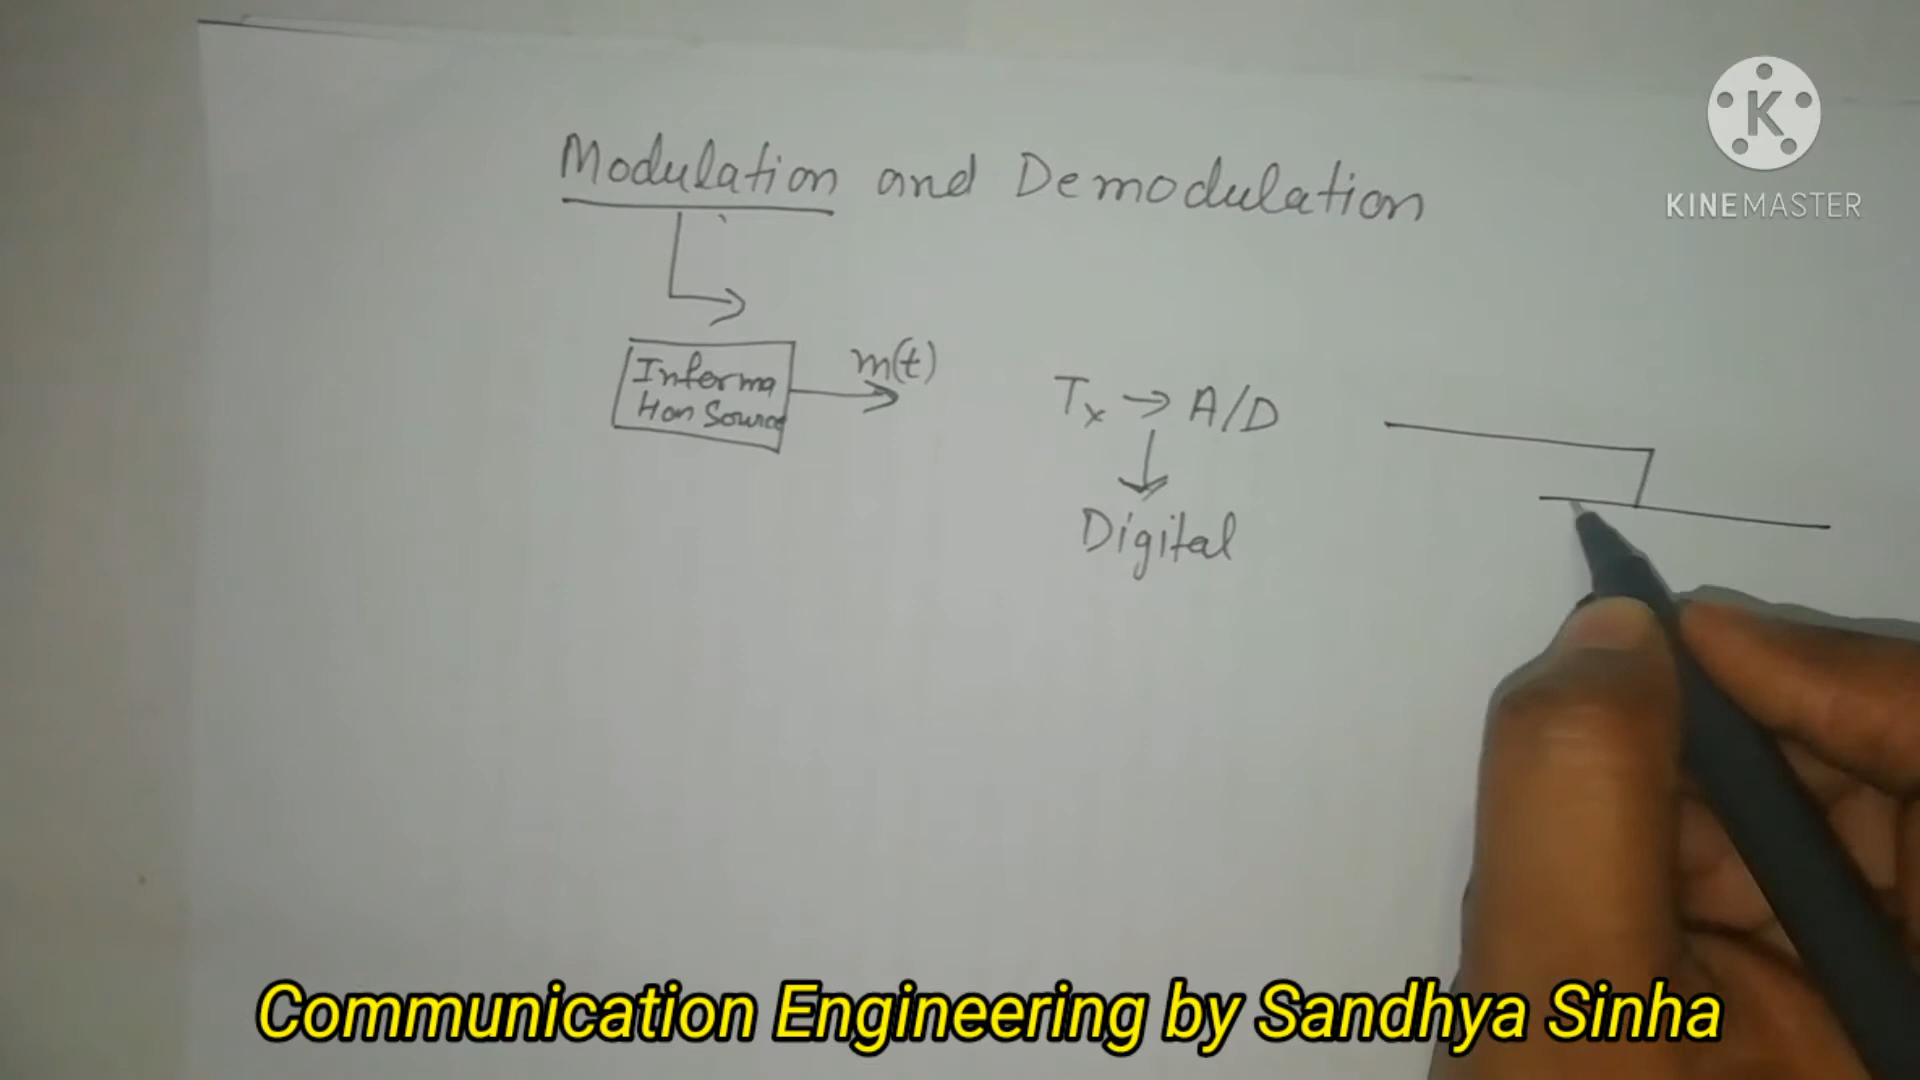 Modulation and Demodulation
Informa
tion Source
m(t)
Tx → A/D
Digital
K
KINEMASTER
Communication Engineering by Sandhya Sinha